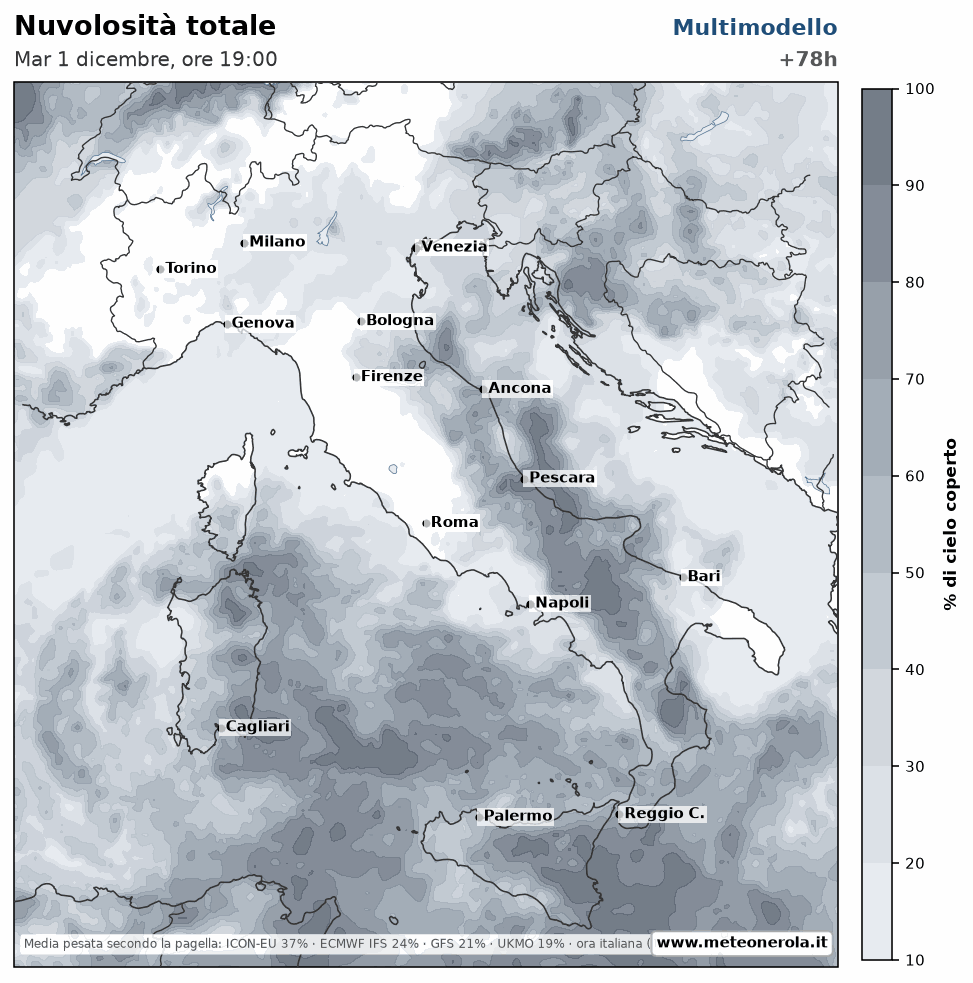 Nuvolosità totale
Multimodello
Mar 1 dicembre, ore 19:00
+78h
100
90
80
70
60
50
40
30
20
10
% di cielo coperto
Milano
Venezia
Torino
Genova
Bologna
Firenze
Ancona
Pescara
Roma
Bari
Napoli
Cagliari
Palermo
Reggio C.
Media pesata secondo la pagella: ICON-EU 37% · ECMWF IFS 24% · GFS 21% · UKMO 19% · ora italiana (
www.meteonerola.it